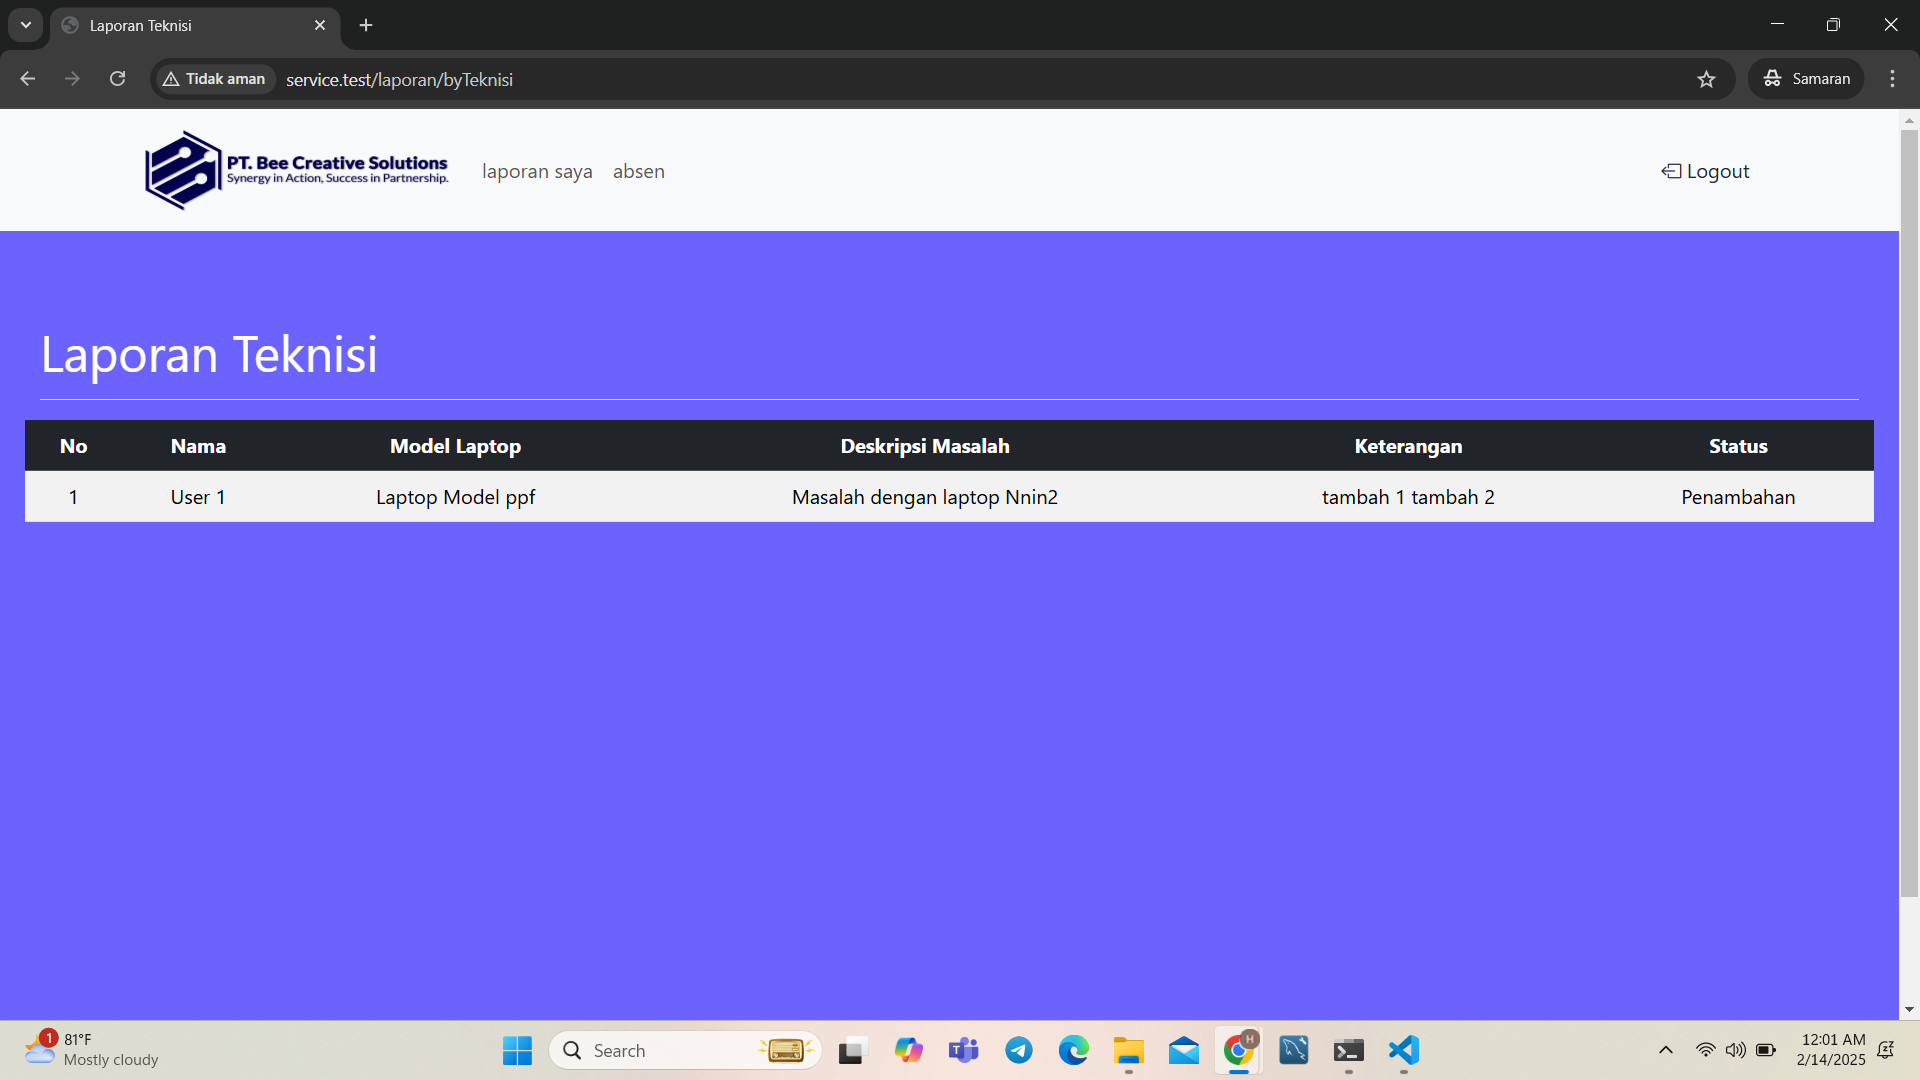 Laporan Teknisi
Tidak aman
service.test/laporan/byTeknisi
Samaran
PT. Bee Creative Solutions
Synergy in Action, Success in Partnership.
laporan saya absen
Logout
Laporan Teknisi
No Nama Model Laptop Deskripsi Masalah Keterangan Status
1 User 1 Laptop Model ppf Masalah dengan laptop Nnin2 tambah 1 tambah 2 Penambahan
1
81°F
Mostly cloudy
Search
H
12:01 AM
2/14/2025